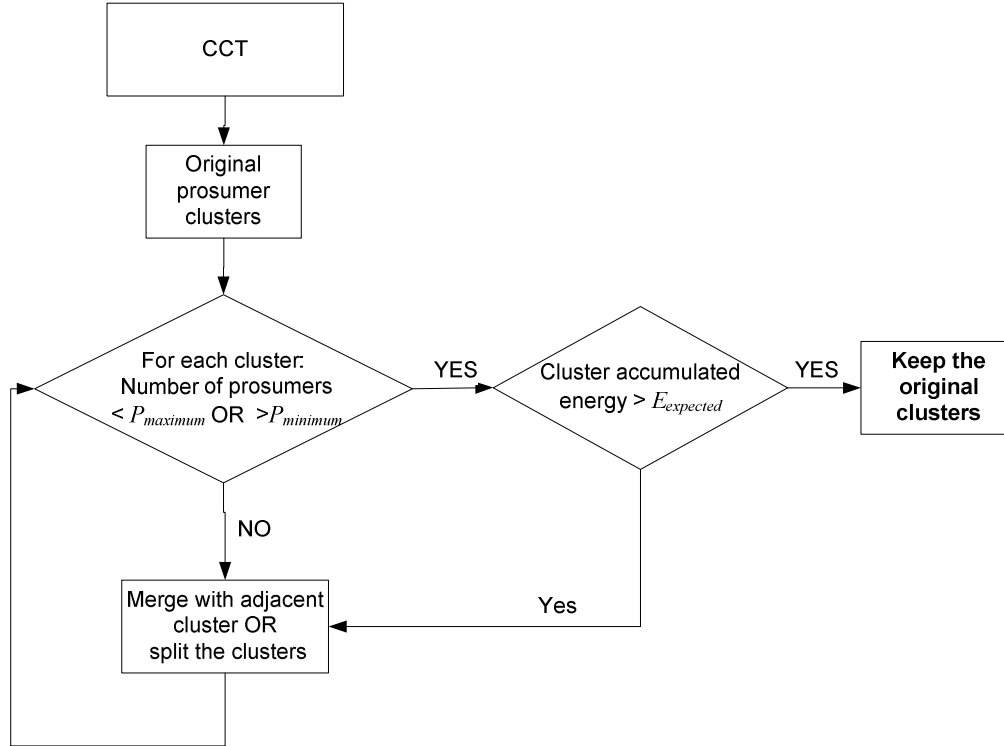 CCT
Original
prosumer
clusters
For each cluster:
Number of prosumers
< Pmaximum OR >Pminimum
YES
Cluster accumulated
energy > Eexpected
YES
Keep the
original
clusters
NO
Merge with adjacent
cluster OR
split the clusters
Yes